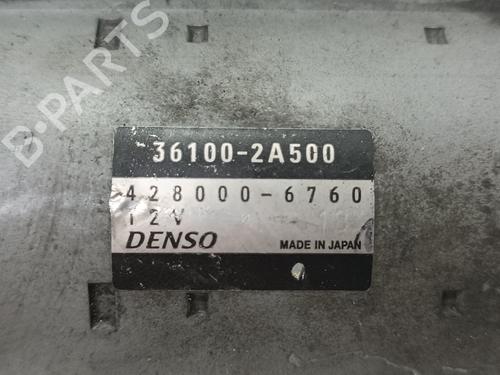 B-PARTS
36100-2A500
428000-6760
12V
DENSO MADE IN JAPAN